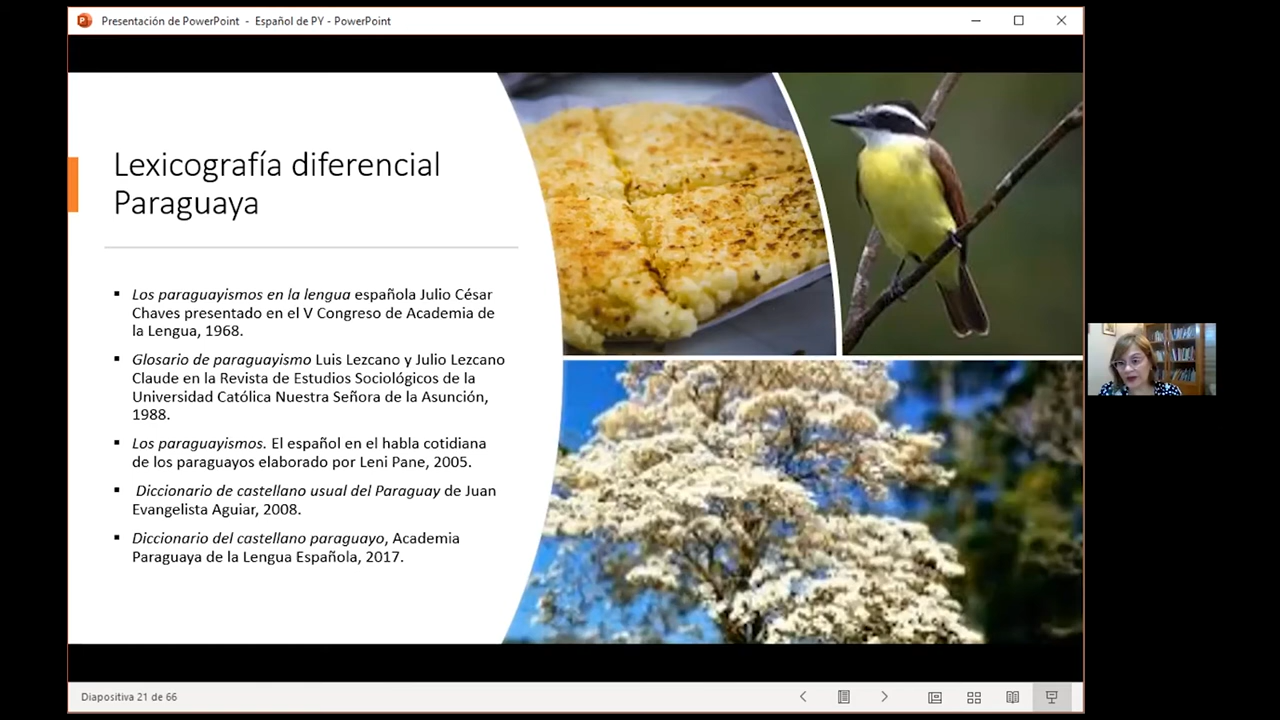 Presentación de PowerPoint - Español de PY - PowerPoint
Lexicografía diferencial
Paraguaya
▪ Los paraguayismos en la lengua española Julio César
Chaves presentado en el V Congreso de Academia de
la Lengua, 1968.
▪ Glosario de paraguayismo Luis Lezcano y Julio Lezcano
Claude en la Revista de Estudios Sociológicos de la
Universidad Católica Nuestra Señora de la Asunción,
1988.
▪ Los paraguayismos. El español en el habla cotidiana
de los paraguayos elaborado por Leni Pane, 2005.
▪ Diccionario de castellano usual del Paraguay de Juan
Evangelista Aguiar, 2008.
▪ Diccionario del castellano paraguayo, Academia
Paraguaya de la Lengua Española, 2017.
Diapositiva 21 de 66